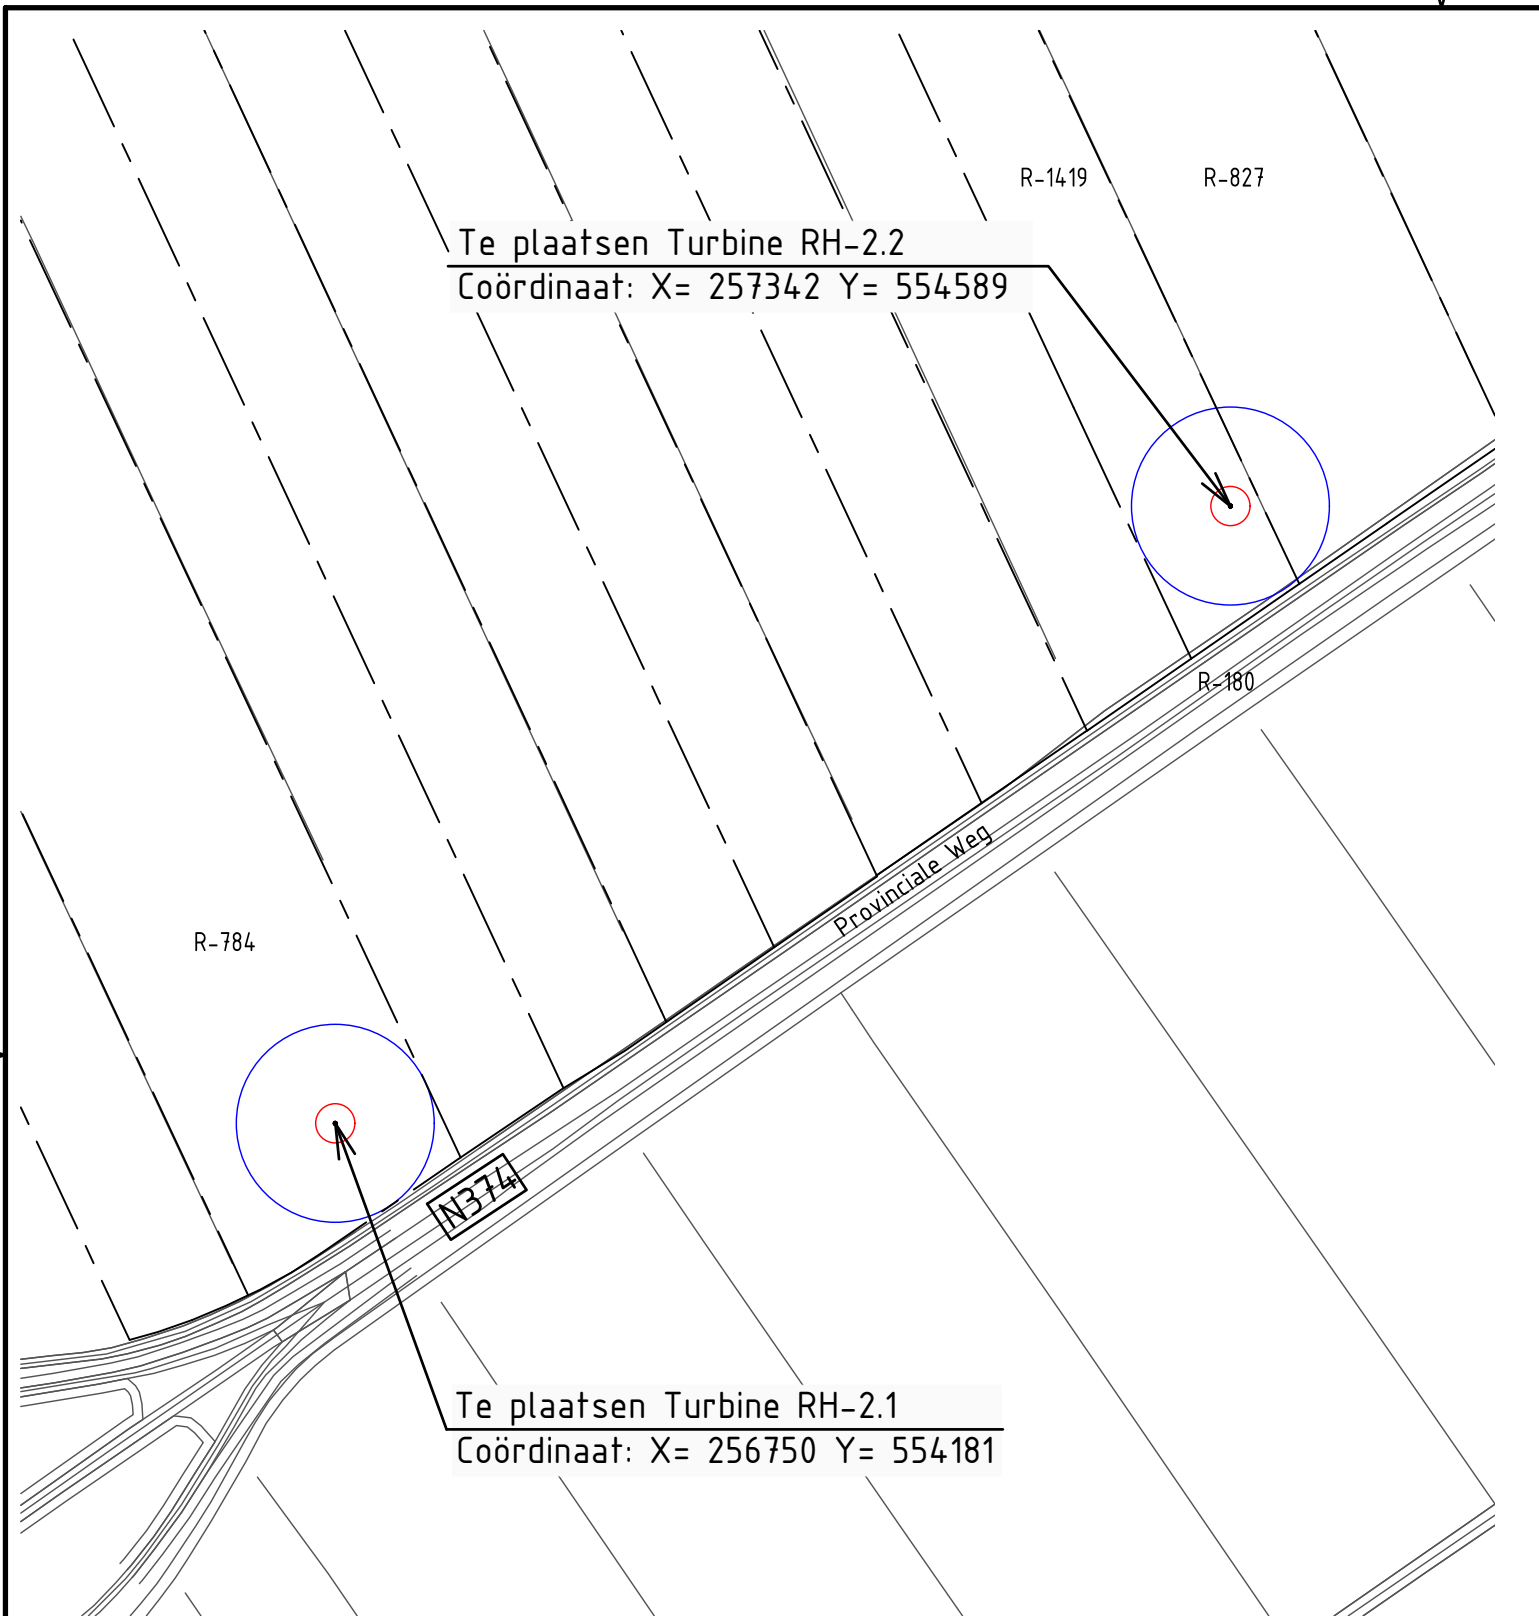 R-1419
R-827
Te plaatsen Turbine RH-2.2
Coördinaat: X= 257342 Y= 554589
R-180
Provinciale Weg
R-784
N374
Te plaatsen Turbine RH-2.1
Coördinaat: X= 256750 Y= 554181